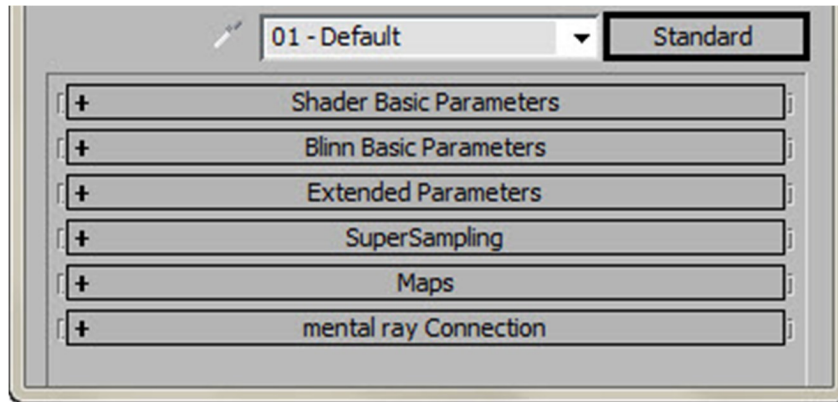 01 - Default Standard
+ Shader Basic Parameters
+ Blinn Basic Parameters
+ Extended Parameters
+ SuperSampling
+ Maps
+ mental ray Connection